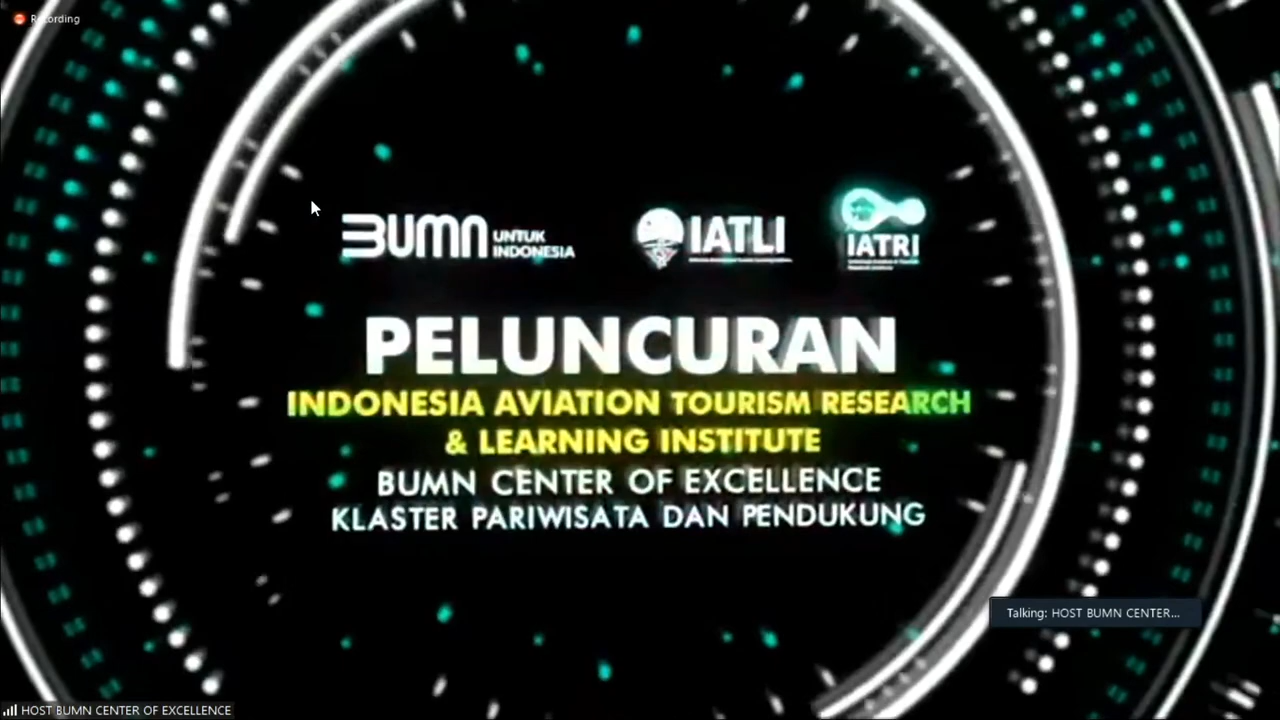 Recording
BUMN UNTUK INDONESIA
IATLI
IATRI
PELUNCURAN
INDONESIA AVIATION TOURISM RESEARCH
& LEARNING INSTITUTE
BUMN CENTER OF EXCELLENCE
KLASTER PARIWISATA DAN PENDUKUNG
Talking: HOST BUMN CENTER...
HOST BUMN CENTER OF EXCELLENCE